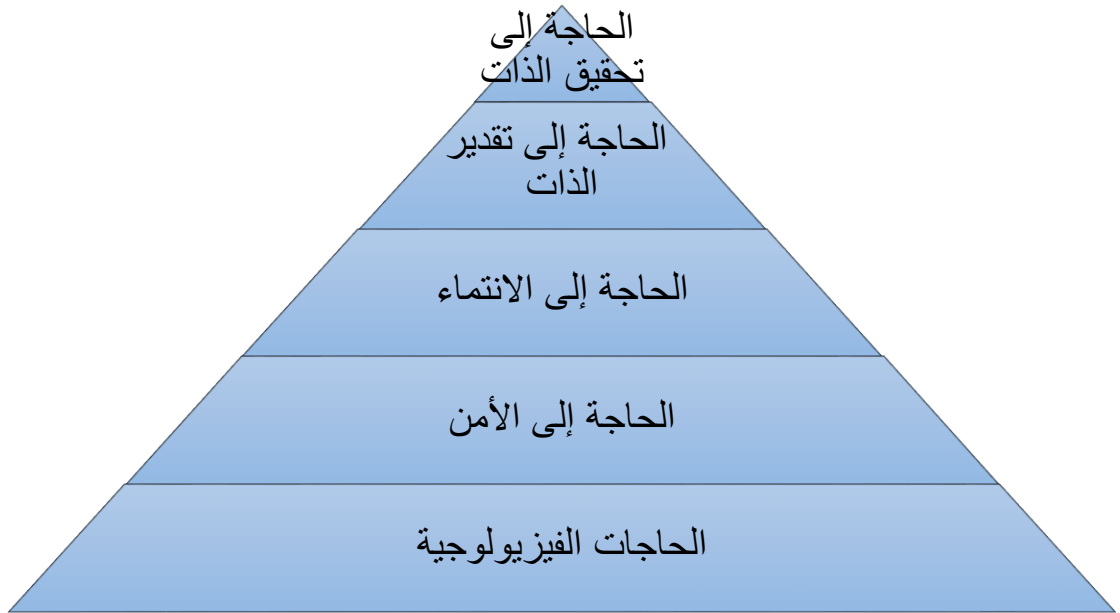 الحاجة إلى
تحقيق الذات
الحاجة إلى تقدير
الذات
الحاجة إلى الانتماء
الحاجة إلى الأمن
الحاجات الفيزيولوجية